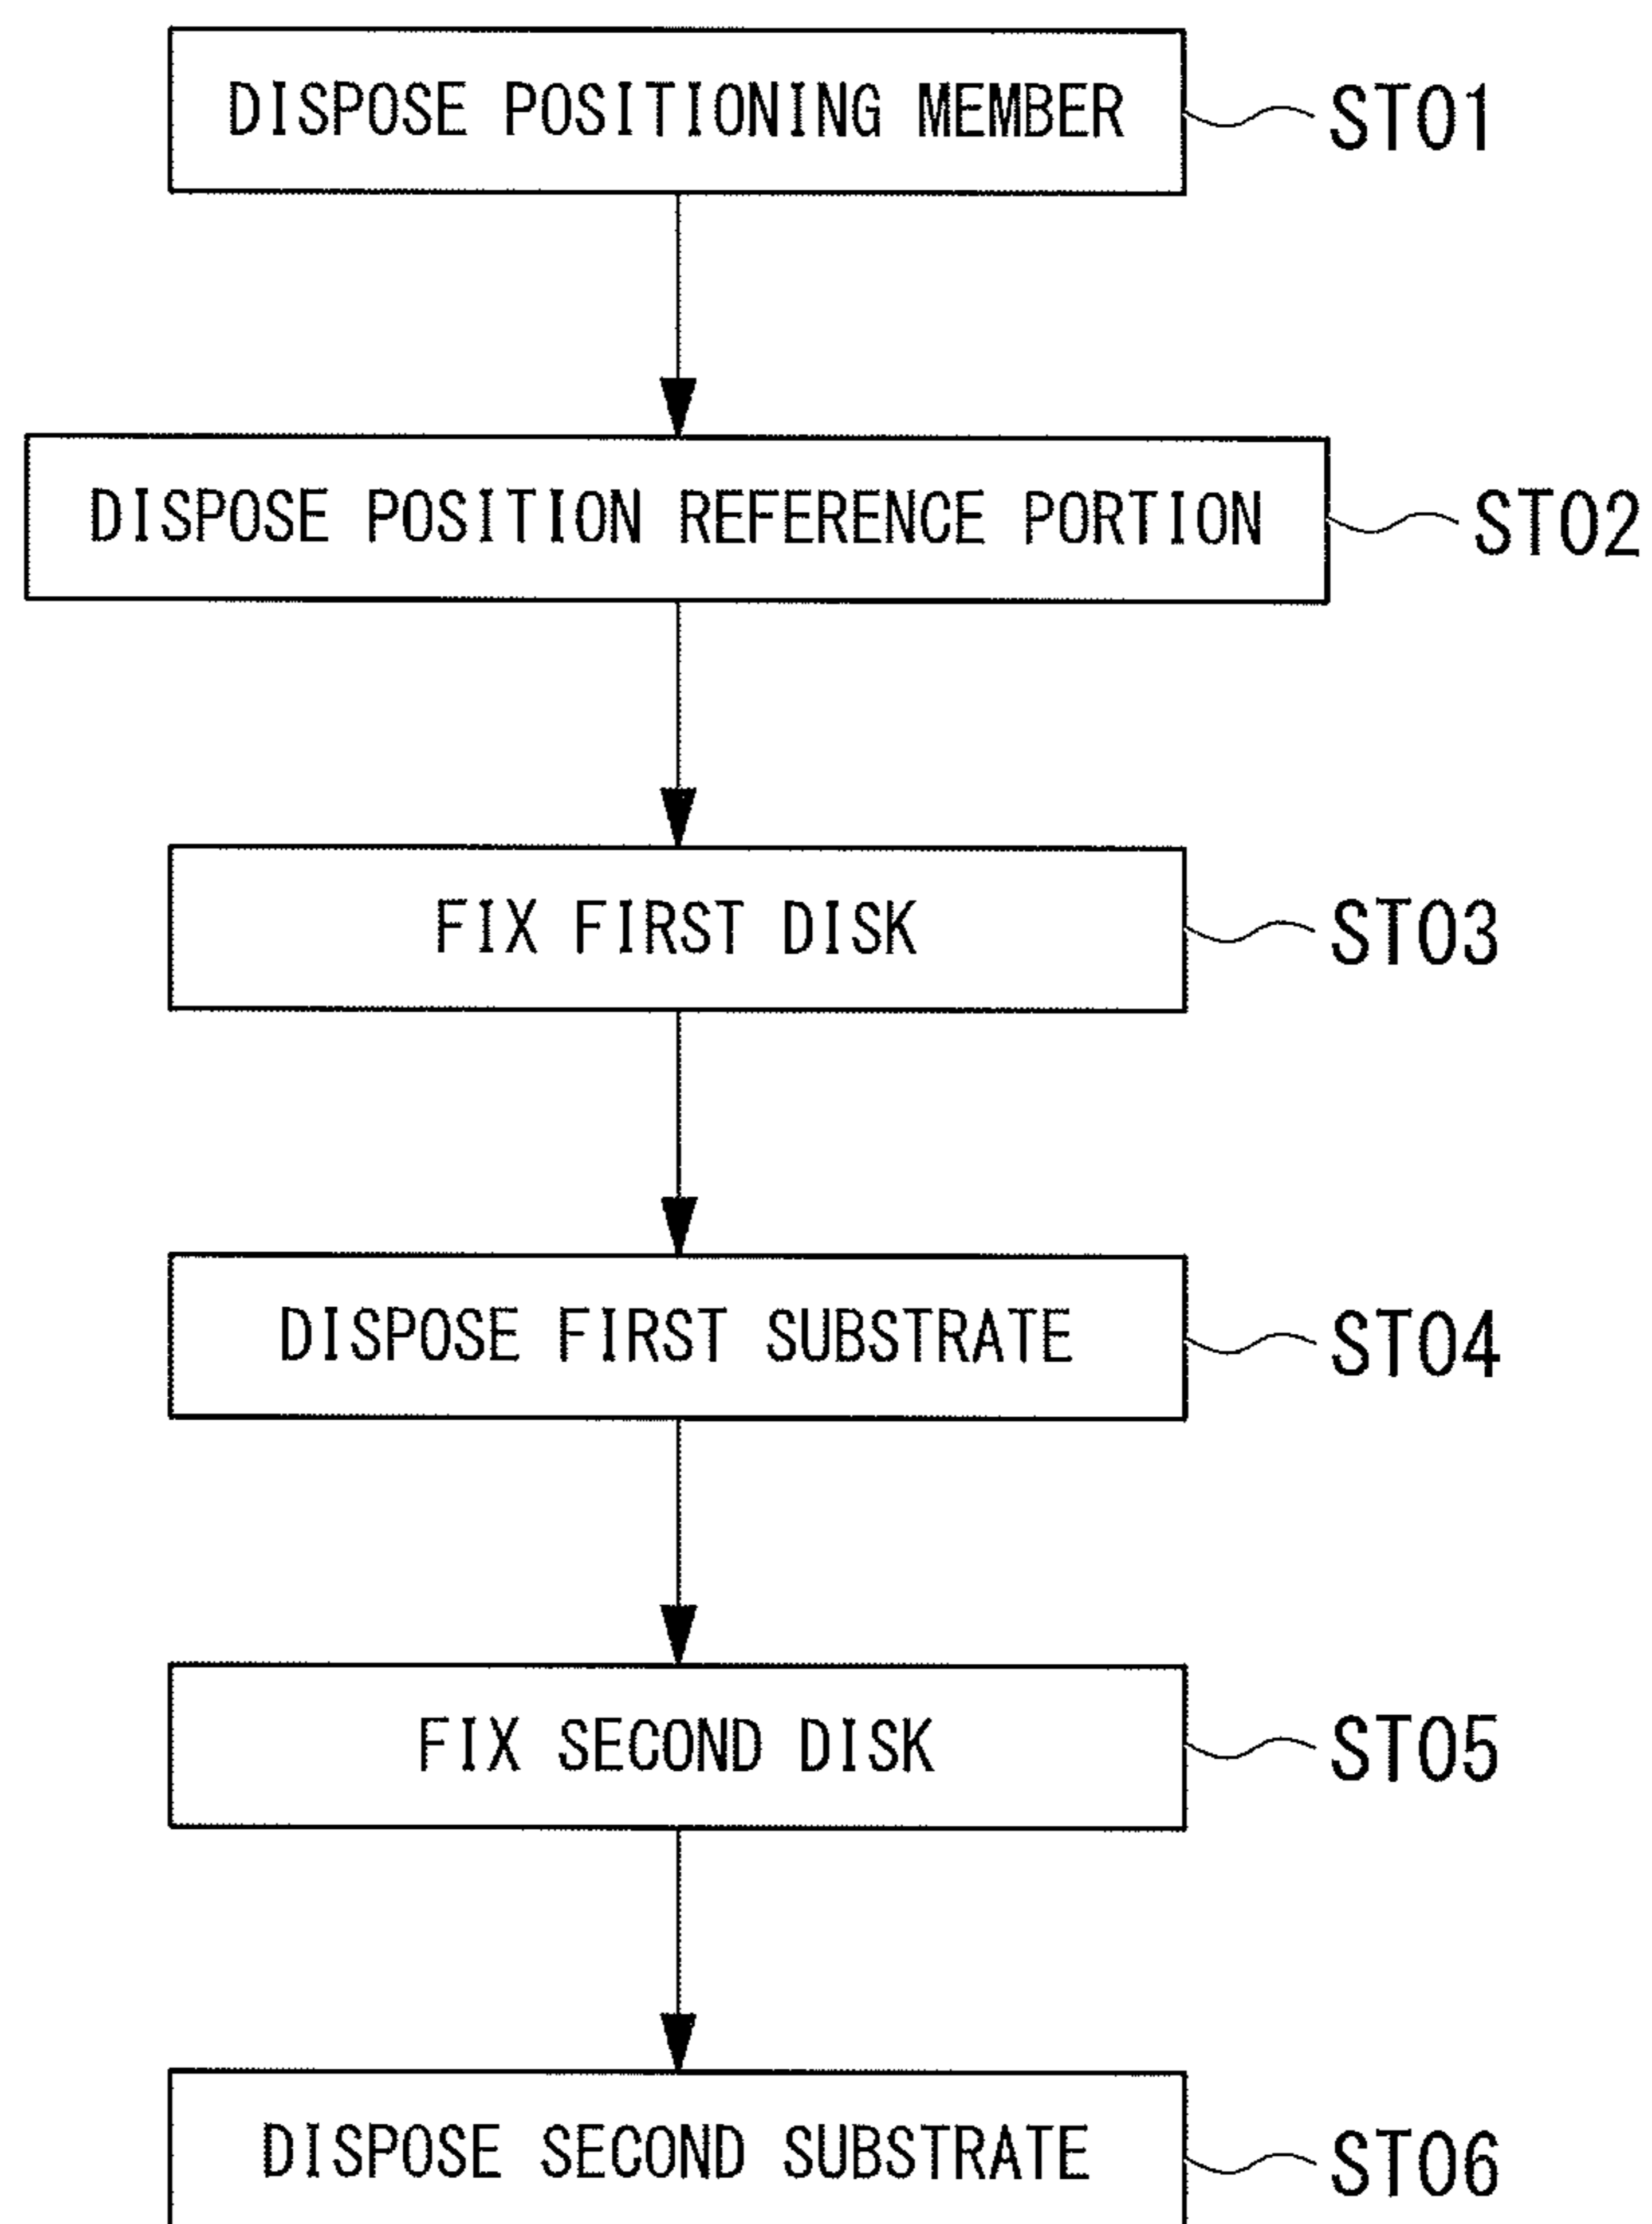 DISPOSE POSITIONING MEMBER ST01
DISPOSE POSITION REFERENCE PORTION ST02
FIX FIRST DISK ST03
DISPOSE FIRST SUBSTRATE ST04
FIX SECOND DISK ST05
DISPOSE SECOND SUBSTRATE ST06